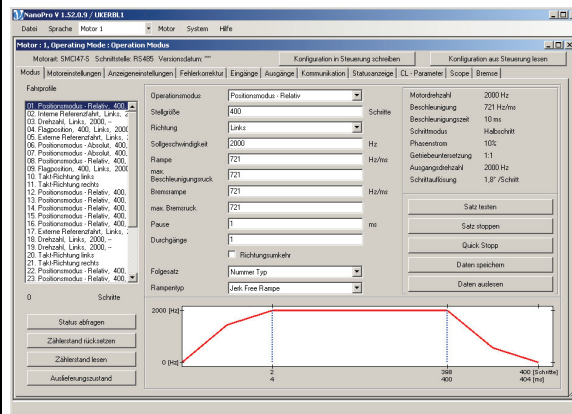 NanoPro V 1.52.0.9 / UKERBL1
Datei Sprache Motor 1 Motor System Hilfe
Motor : 1, Operating Mode : Operation Modus
Motorart: SMCI47-S Schnittstelle: RS485 Versionsdatum: ""
Konfiguration in Steuerung schreiben
Konfiguration aus Steuerung lesen
Modus Motoreinstellungen Anzeigeneinstellungen Fehlerkorrektur Eingänge Ausgänge Kommunikation Statusanzeige CL - Parameter Scope Bremse
Fahrprofile
01. Positionsmodus - Relativ, 400,
02. Interne Referenzfahrt, Links,
03. Drehzahl, Links, 2000, --
04. Flagposition, 400, Links, 2000
05. Externe Referenzfahrt, Links,
06. Positionsmodus - Absolut, 400,
07. Positionsmodus - Absolut, 400,
08. Positionsmodus - Relativ, 400,
09. Flagposition, 400, Links, 2000
10. Takt-Richtung links
11. Takt-Richtung rechts
12. Positionsmodus - Relativ, 400,
13. Positionsmodus - Relativ, 400,
14. Positionsmodus - Relativ, 400,
15. Positionsmodus - Relativ, 400,
16. Positionsmodus - Relativ, 400,
17. Externe Referenzfahrt, Links,
18. Drehzahl, Links, 2000, --
19. Drehzahl, Links, 2000, --
20. Takt-Richtung links
21. Takt-Richtung rechts
22. Positionsmodus - Relativ, 400,
23. Positionsmodus - Relativ, 400,
0 Schritte
Status abfragen
Zählerstand rücksetzen
Zählerstand lesen
Auslieferungszustand
Operationsmodus Positionsmodus - Relativ
Stellgröße 400 Schritte
Richtung Links
Sollgeschwindigkeit 2000 Hz
Rampe 721 Hz/ms
max.
Beschleunigungsruck 721
Bremsrampe 721 Hz/ms
max. Bremsruck 721
Pause 1 ms
Durchgänge 1
Richtungsumkehr
Folgesatz Nummer Typ
Rampentyp Jerk Free Rampe
Motordrehzahl 2000 Hz
Beschleunigung 721 Hz/ms
Beschleunigungszeit 10 ms
Schrittmodus Halbschritt
Phasenstrom 10%
Getriebeuntersetzung 1:1
Ausgangsdrehzahl 2000 Hz
Schrittauflösung 1,8° /Schritt
Satz testen
Satz stoppen
Quick Stopp
Daten speichern
Daten auslesen
2000 [Hz]
0 [Hz]
2 398 400 [Schritte]
4 400 404 [ms]